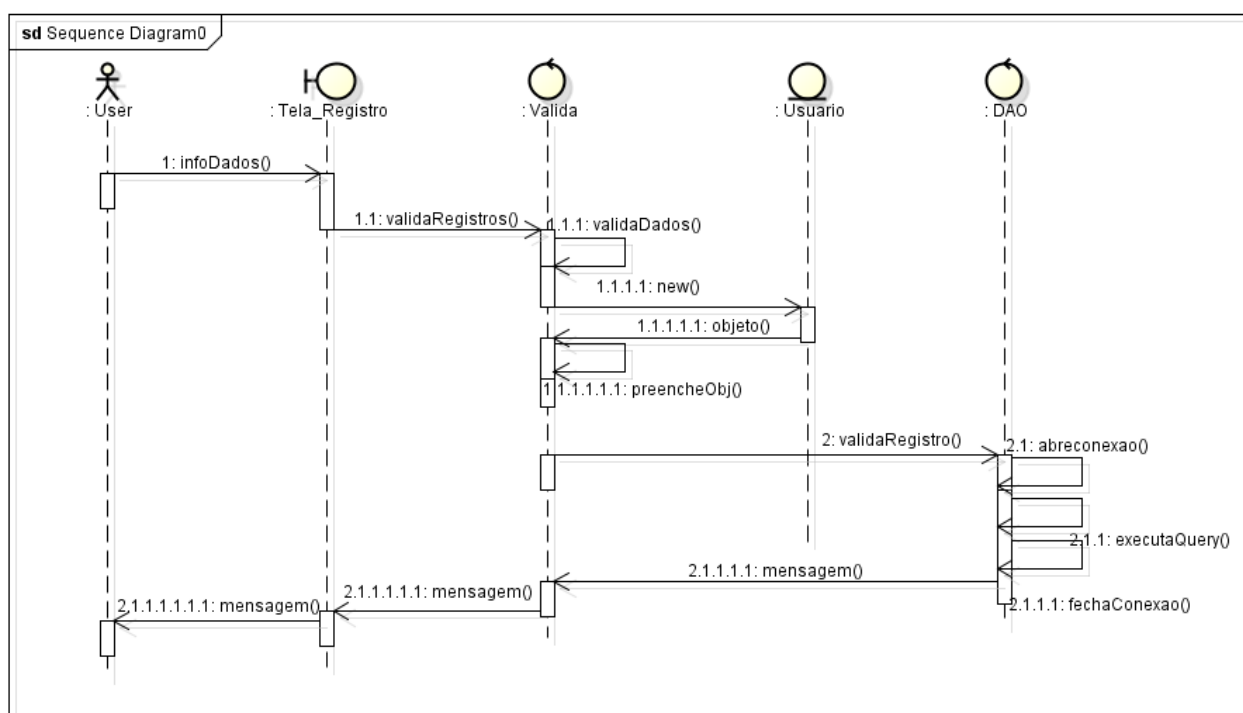 sd Sequence Diagram0
: User
: Tela_Registro
: Valida
: Usuario
: DAO
1: infoDados()
1.1: validaRegistros()
1.1.1: validaDados()
1.1.1.1: new()
1.1.1.1.1: objeto()
1.1.1.1.1.1: preencheObj()
2: validaRegistro()
2.1: abreconexao()
2.1.1: executaQuery()
2.1.1.1.1: mensagem()
2.1.1.1.1.1: mensagem()
2.1.1.1.1.1.1: mensagem()
2.1.1.1: fechaConexao()